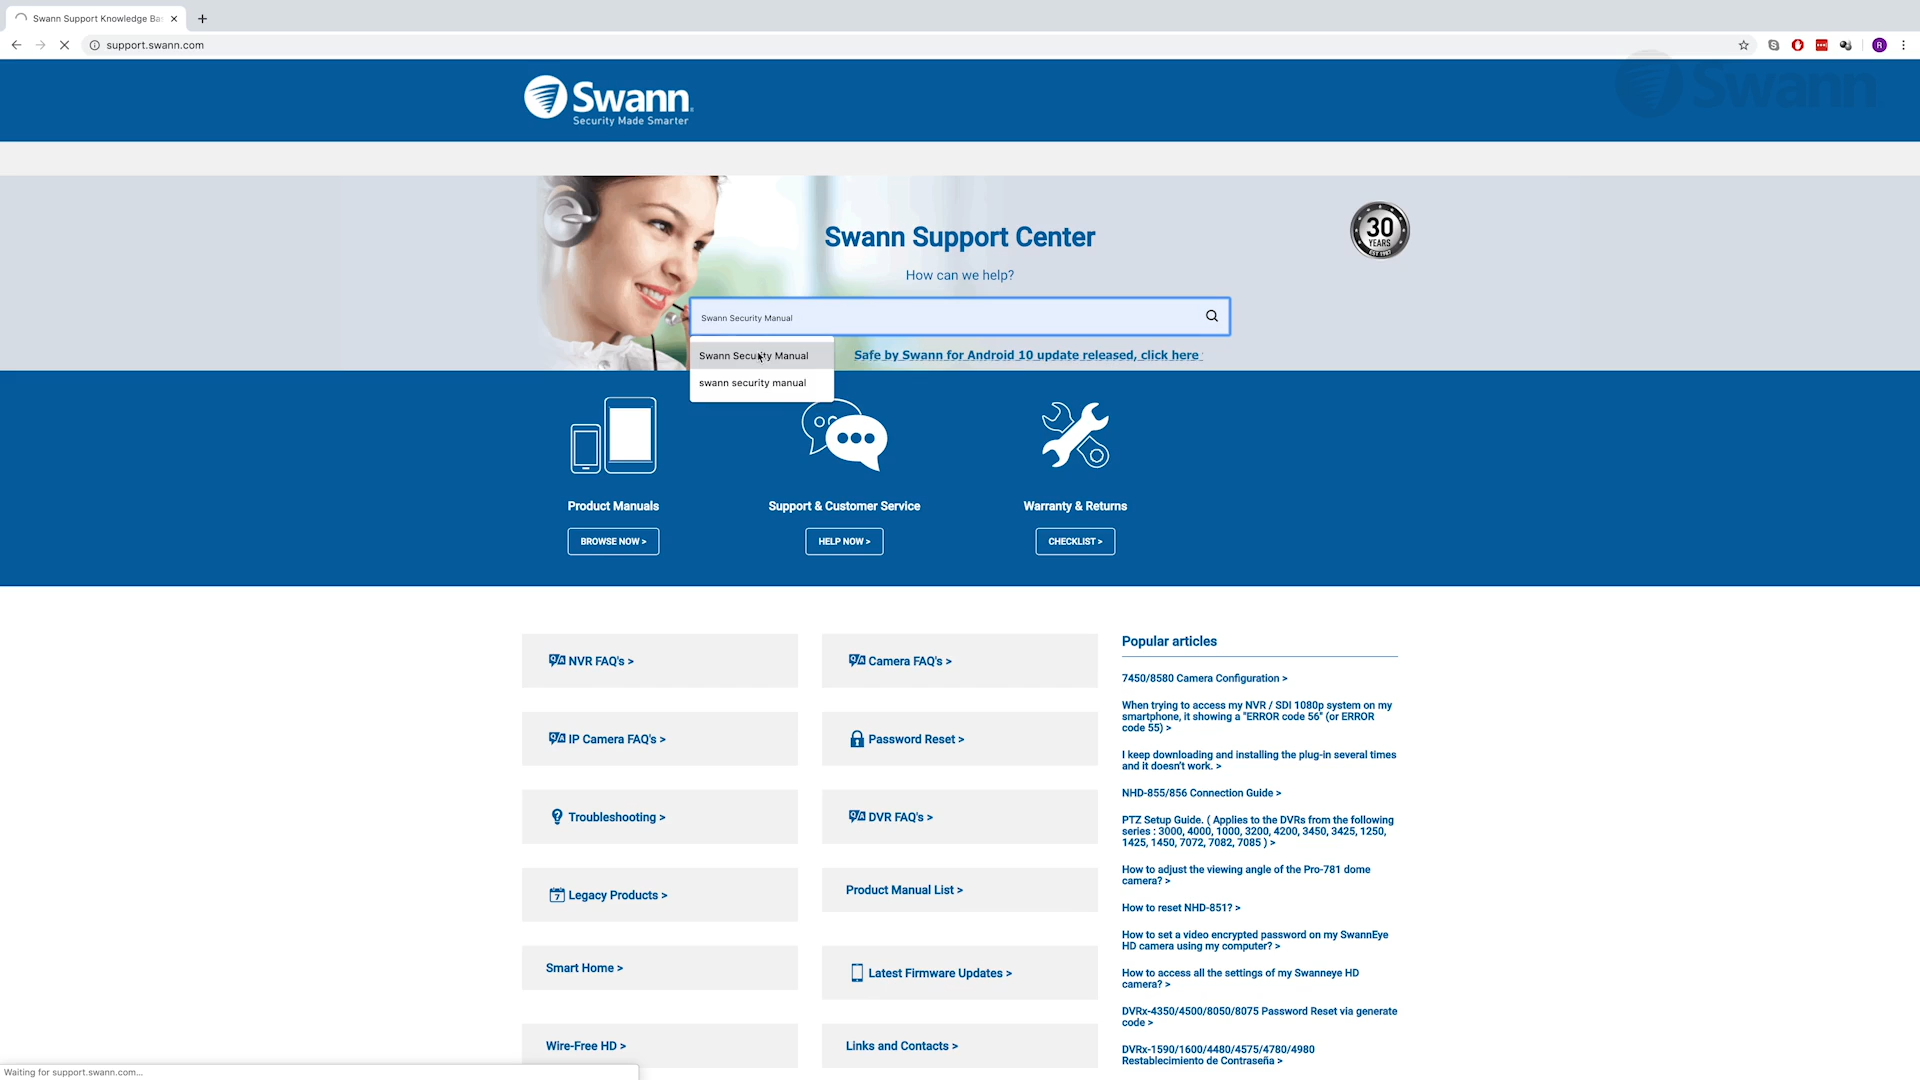 Swann Support Knowledge Ba
support.swann.com
R
Swann
Security Made Smarter
Swann
30
YEARS
EST 1987
Swann Support Center
How can we help?
Swann Security Manual
Swann Security Manual
swann security manual
Safe by Swann for Android 10 update released, click here
Product Manuals
BROWSE NOW >
Support & Customer Service
HELP NOW >
Warranty & Returns
CHECKLIST >
NVR FAQ's >
Camera FAQ's >
IP Camera FAQ's >
Password Reset >
Troubleshooting >
DVR FAQ's >
Legacy Products >
Product Manual List >
Smart Home >
Latest Firmware Updates >
Wire-Free HD >
Links and Contacts >
Popular articles
7450/8580 Camera Configuration >
When trying to access my NVR / SDI 1080p system on my
smartphone, it showing a "ERROR code 56" (or ERROR
code 55) >
I keep downloading and installing the plug-in several times
and it doesn't work. >
NHD-855/856 Connection Guide >
PTZ Setup Guide. ( Applies to the DVRs from the following
series : 3000, 4000, 1000, 3200, 4200, 3450, 3425, 1250,
1425, 1450, 7072, 7082, 7085 ) >
How to adjust the viewing angle of the Pro-781 dome
camera? >
How to reset NHD-851? >
How to set a video encrypted password on my SwannEye
HD camera using my computer? >
How to access all the settings of my Swanneye HD
camera? >
DVRx-4350/4500/8050/8075 Password Reset via generate
code >
DVRx-1590/1600/4480/4575/4780/4980
Restablecimiento de Contraseña >
Waiting for support.swann.com...